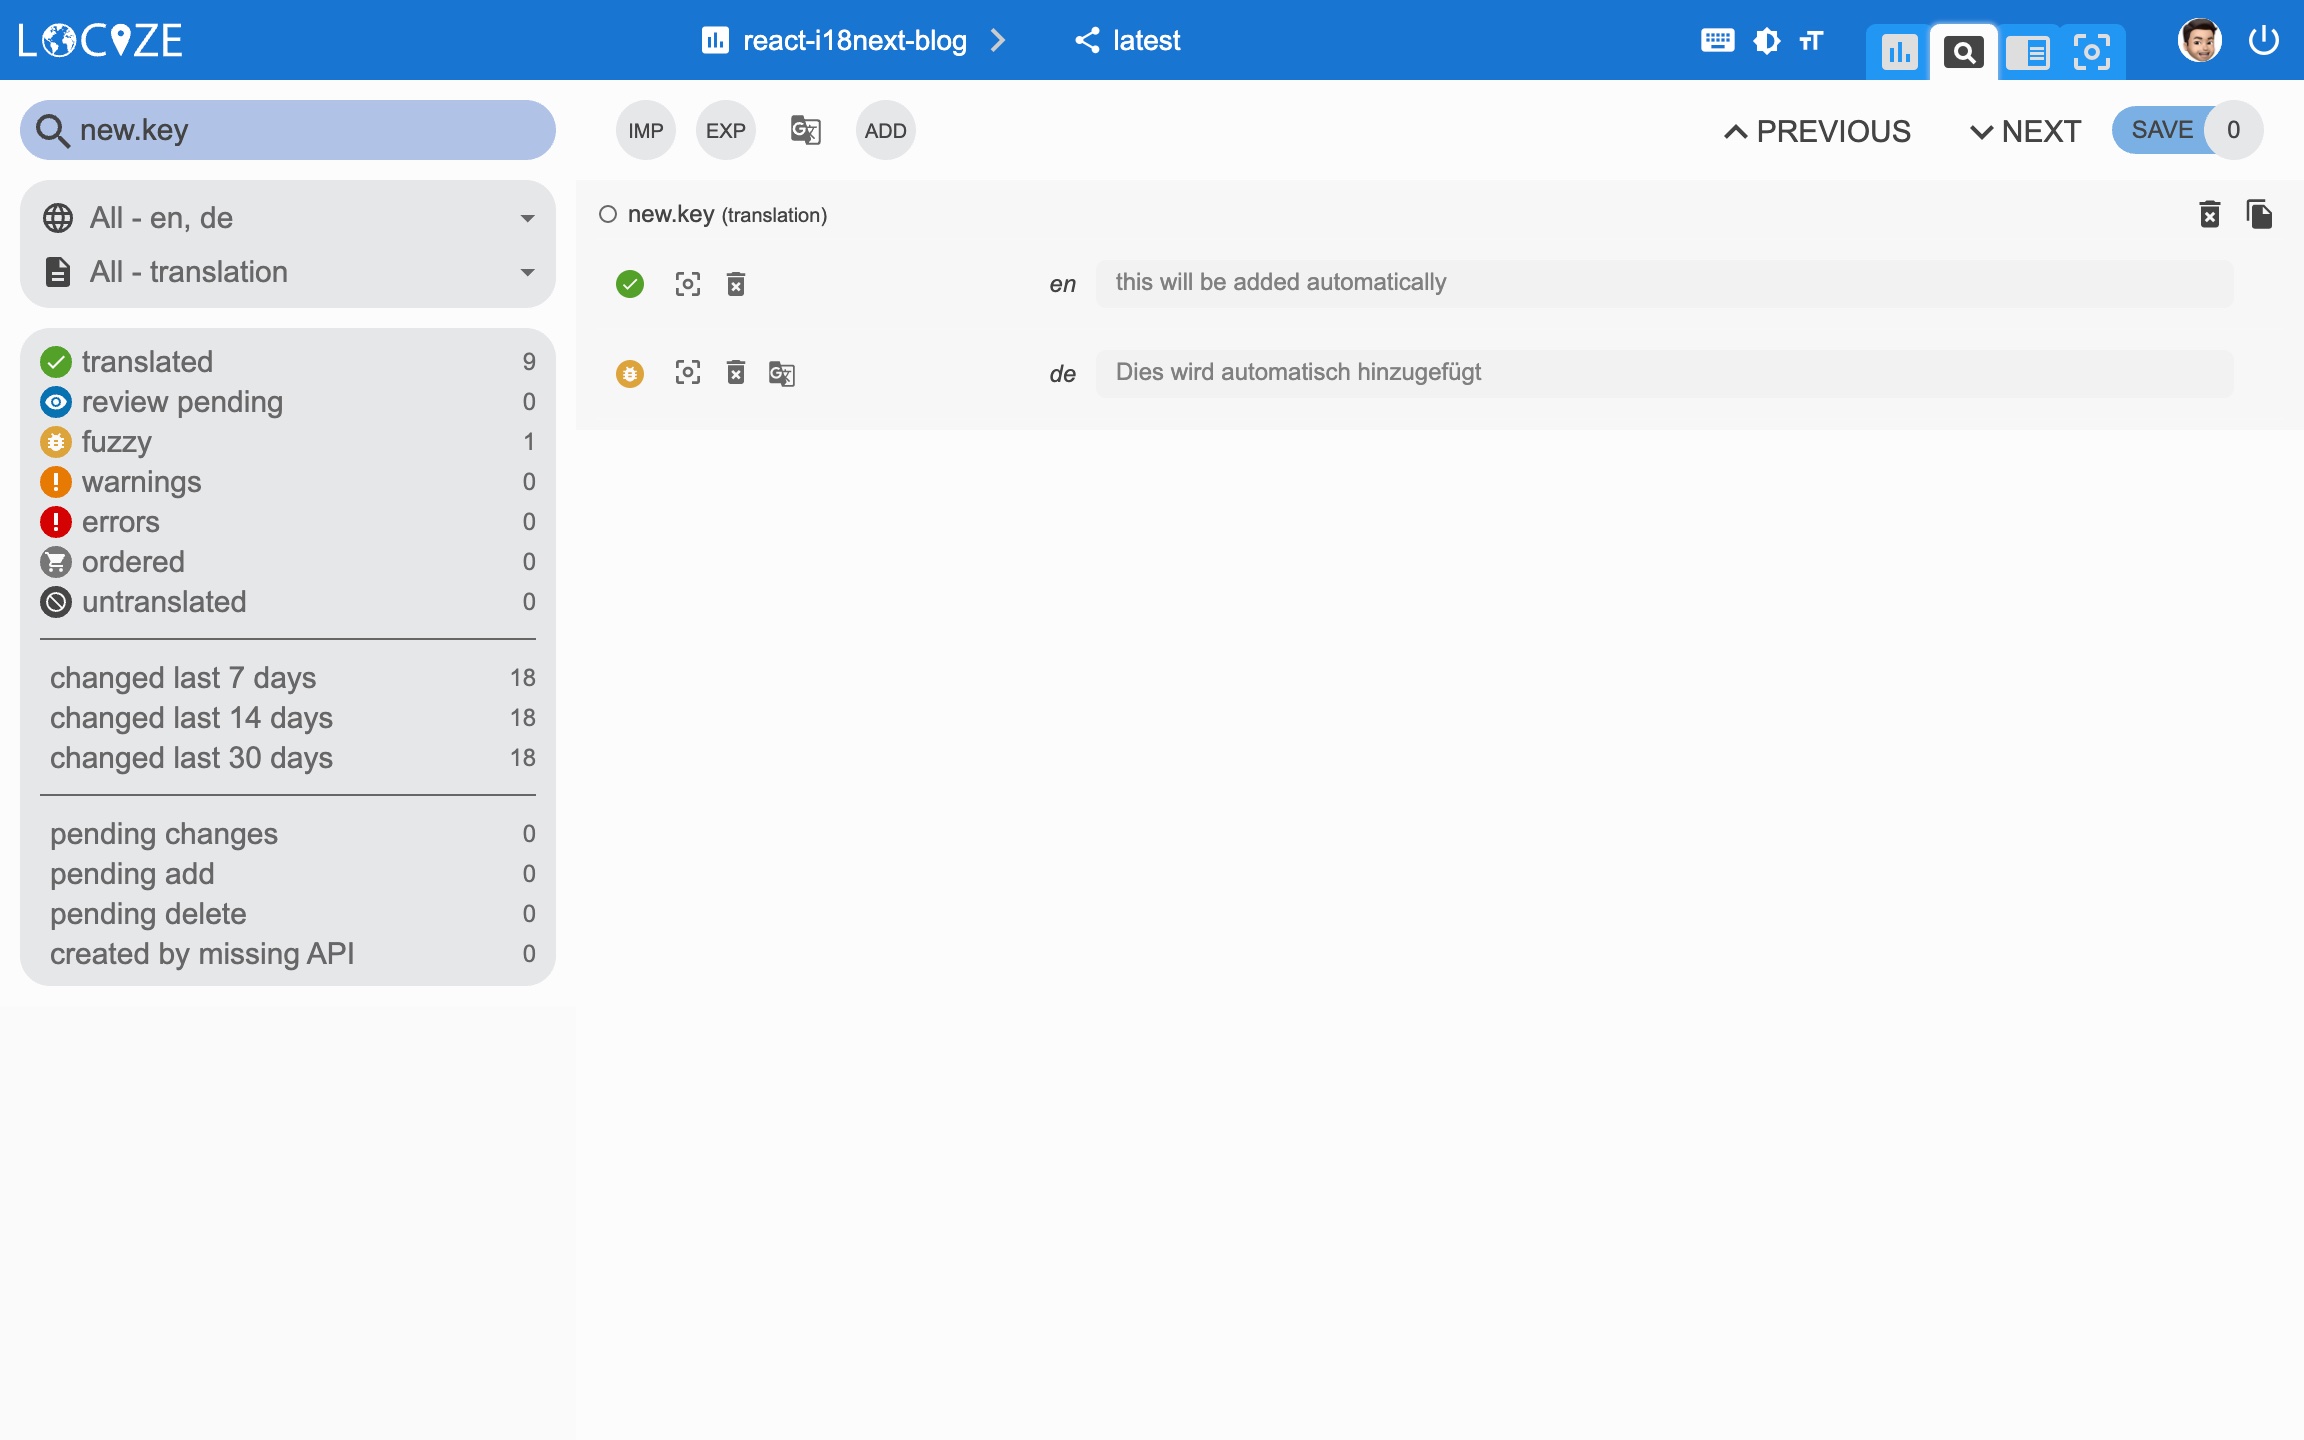 LOCIZE
react-i18next-blog
latest
new.key
IMP
EXP
ADD
PREVIOUS
NEXT
SAVE 0
All - en, de
All - translation
new.key (translation)
en this will be added automatically
de Dies wird automatisch hinzugefügt
translated 9
review pending 0
fuzzy 1
warnings 0
errors 0
ordered 0
untranslated 0
changed last 7 days 18
changed last 14 days 18
changed last 30 days 18
pending changes 0
pending add 0
pending delete 0
created by missing API 0